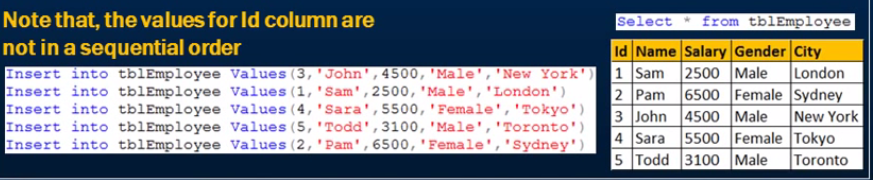 Note that, the values for Id column are
not in a sequential order
Insert into tblEmployee Values(3,'John',4500,'Male','New York')
Insert into tblEmployee Values(1,'Sam',2500,'Male','London')
Insert into tblEmployee Values(4,'Sara',5500,'Female','Tokyo')
Insert into tblEmployee Values(5,'Todd',3100,'Male','Toronto')
Insert into tblEmployee Values(2,'Pam',6500,'Female','Sydney')
Select * from tblEmployee
Id Name Salary Gender City
1 Sam 2500 Male London
2 Pam 6500 Female Sydney
3 John 4500 Male New York
4 Sara 5500 Female Tokyo
5 Todd 3100 Male Toronto